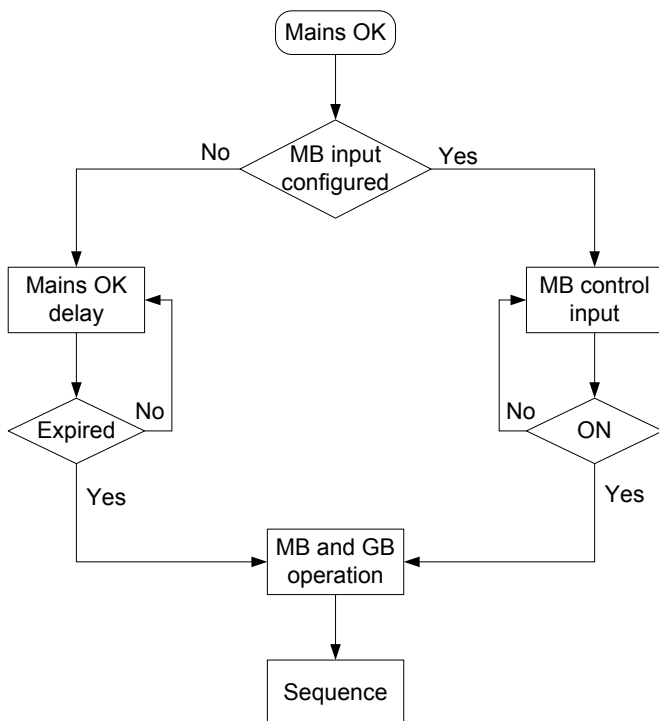 Mains OK
No
MB input
configured
Yes
Mains OK
delay
MB control
input
No
Expired
No
ON
Yes
Yes
MB and GB
operation
Sequence